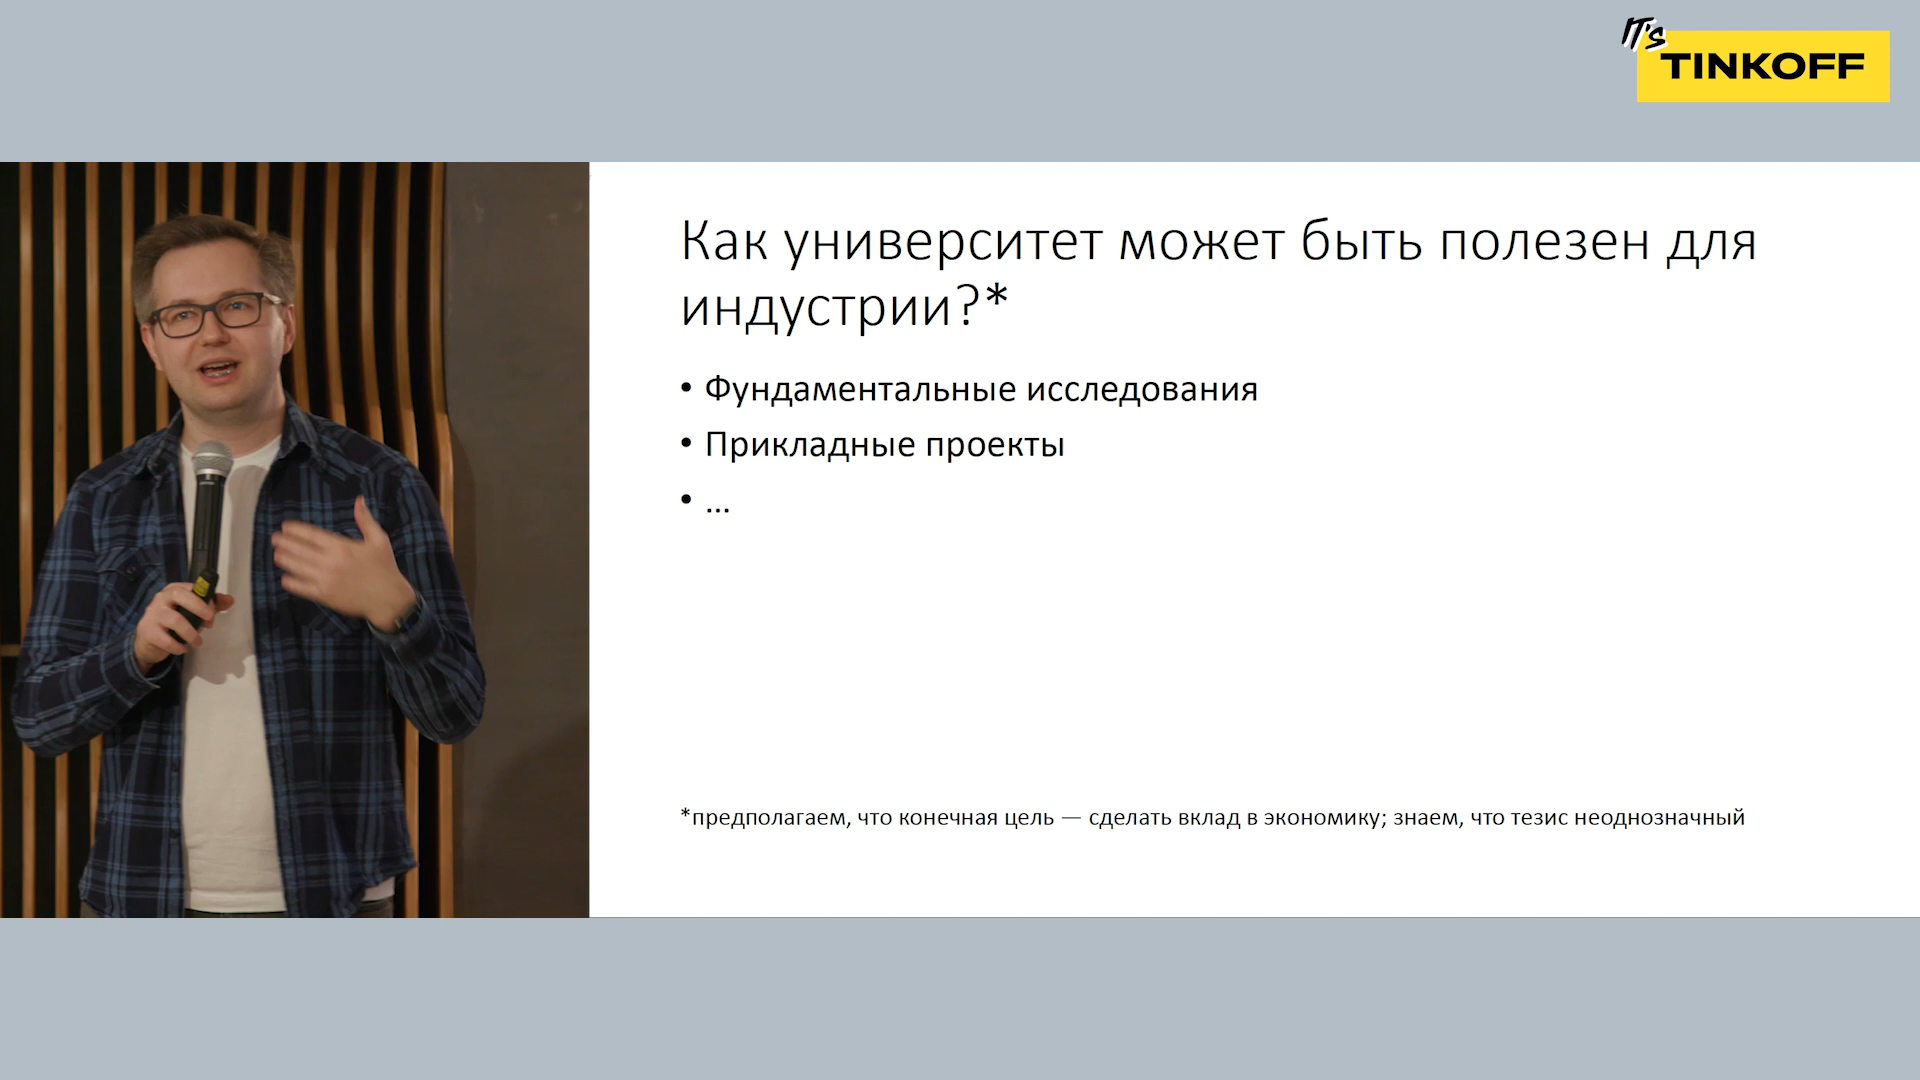 IT's
TINKOFF
Как университет может быть полезен для
индустрии?*
• Фундаментальные исследования
• Прикладные проекты
• ...
*предполагаем, что конечная цель — сделать вклад в экономику; знаем, что тезис неоднозначный